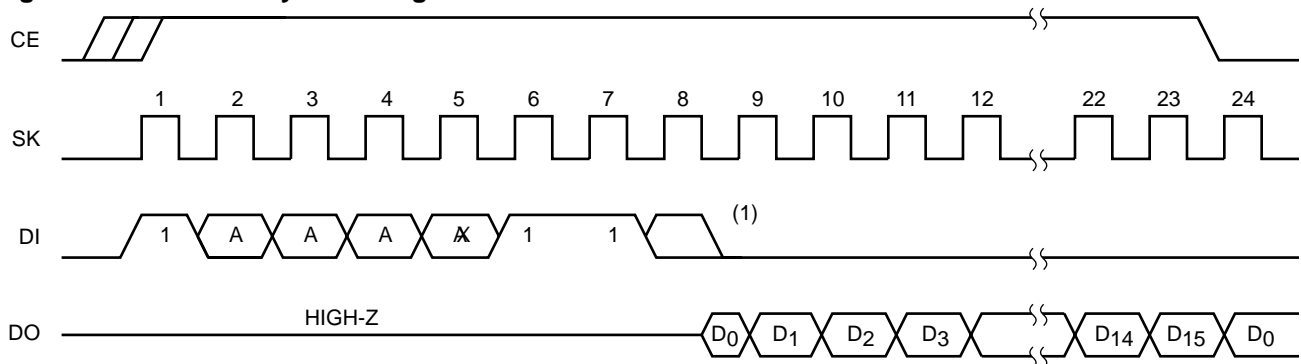 CE
1 2 3 4 5 6 7 8 9 10 11 12 22 23 24
SK
DI 1 A A A 1 1 (1)
HIGH-Z
DO D0 D1 D2 D3 D14 D15 D0